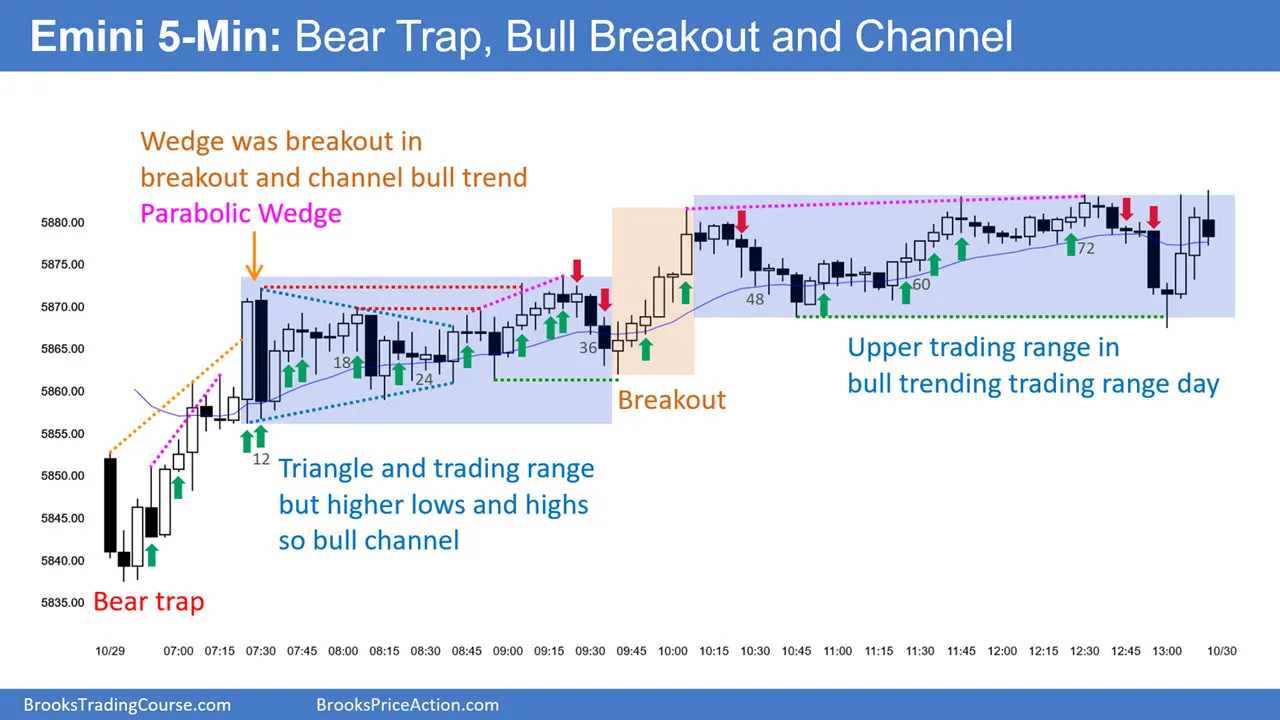 Emini 5-Min: Bear Trap, Bull Breakout and Channel
Wedge was breakout in
breakout and channel bull trend
Parabolic Wedge
5880.00
5875.00
5870.00
5865.00
5860.00
5855.00
5850.00
5845.00
5840.00
5835.00
12
18
24
36
48
60
72
Breakout
Upper trading range in
bull trending trading range day
Triangle and trading range
but higher lows and highs
so bull channel
Bear trap
10/29 07:00 07:15 07:30 07:45 08:00 08:15 08:30 08:45 09:00 09:15 09:30 09:45 10:00 10:15 10:30 10:45 11:00 11:15 11:30 11:45 12:00 12:15 12:30 12:45 13:00 10/30
BrooksTradingCourse.com BrooksPriceAction.com